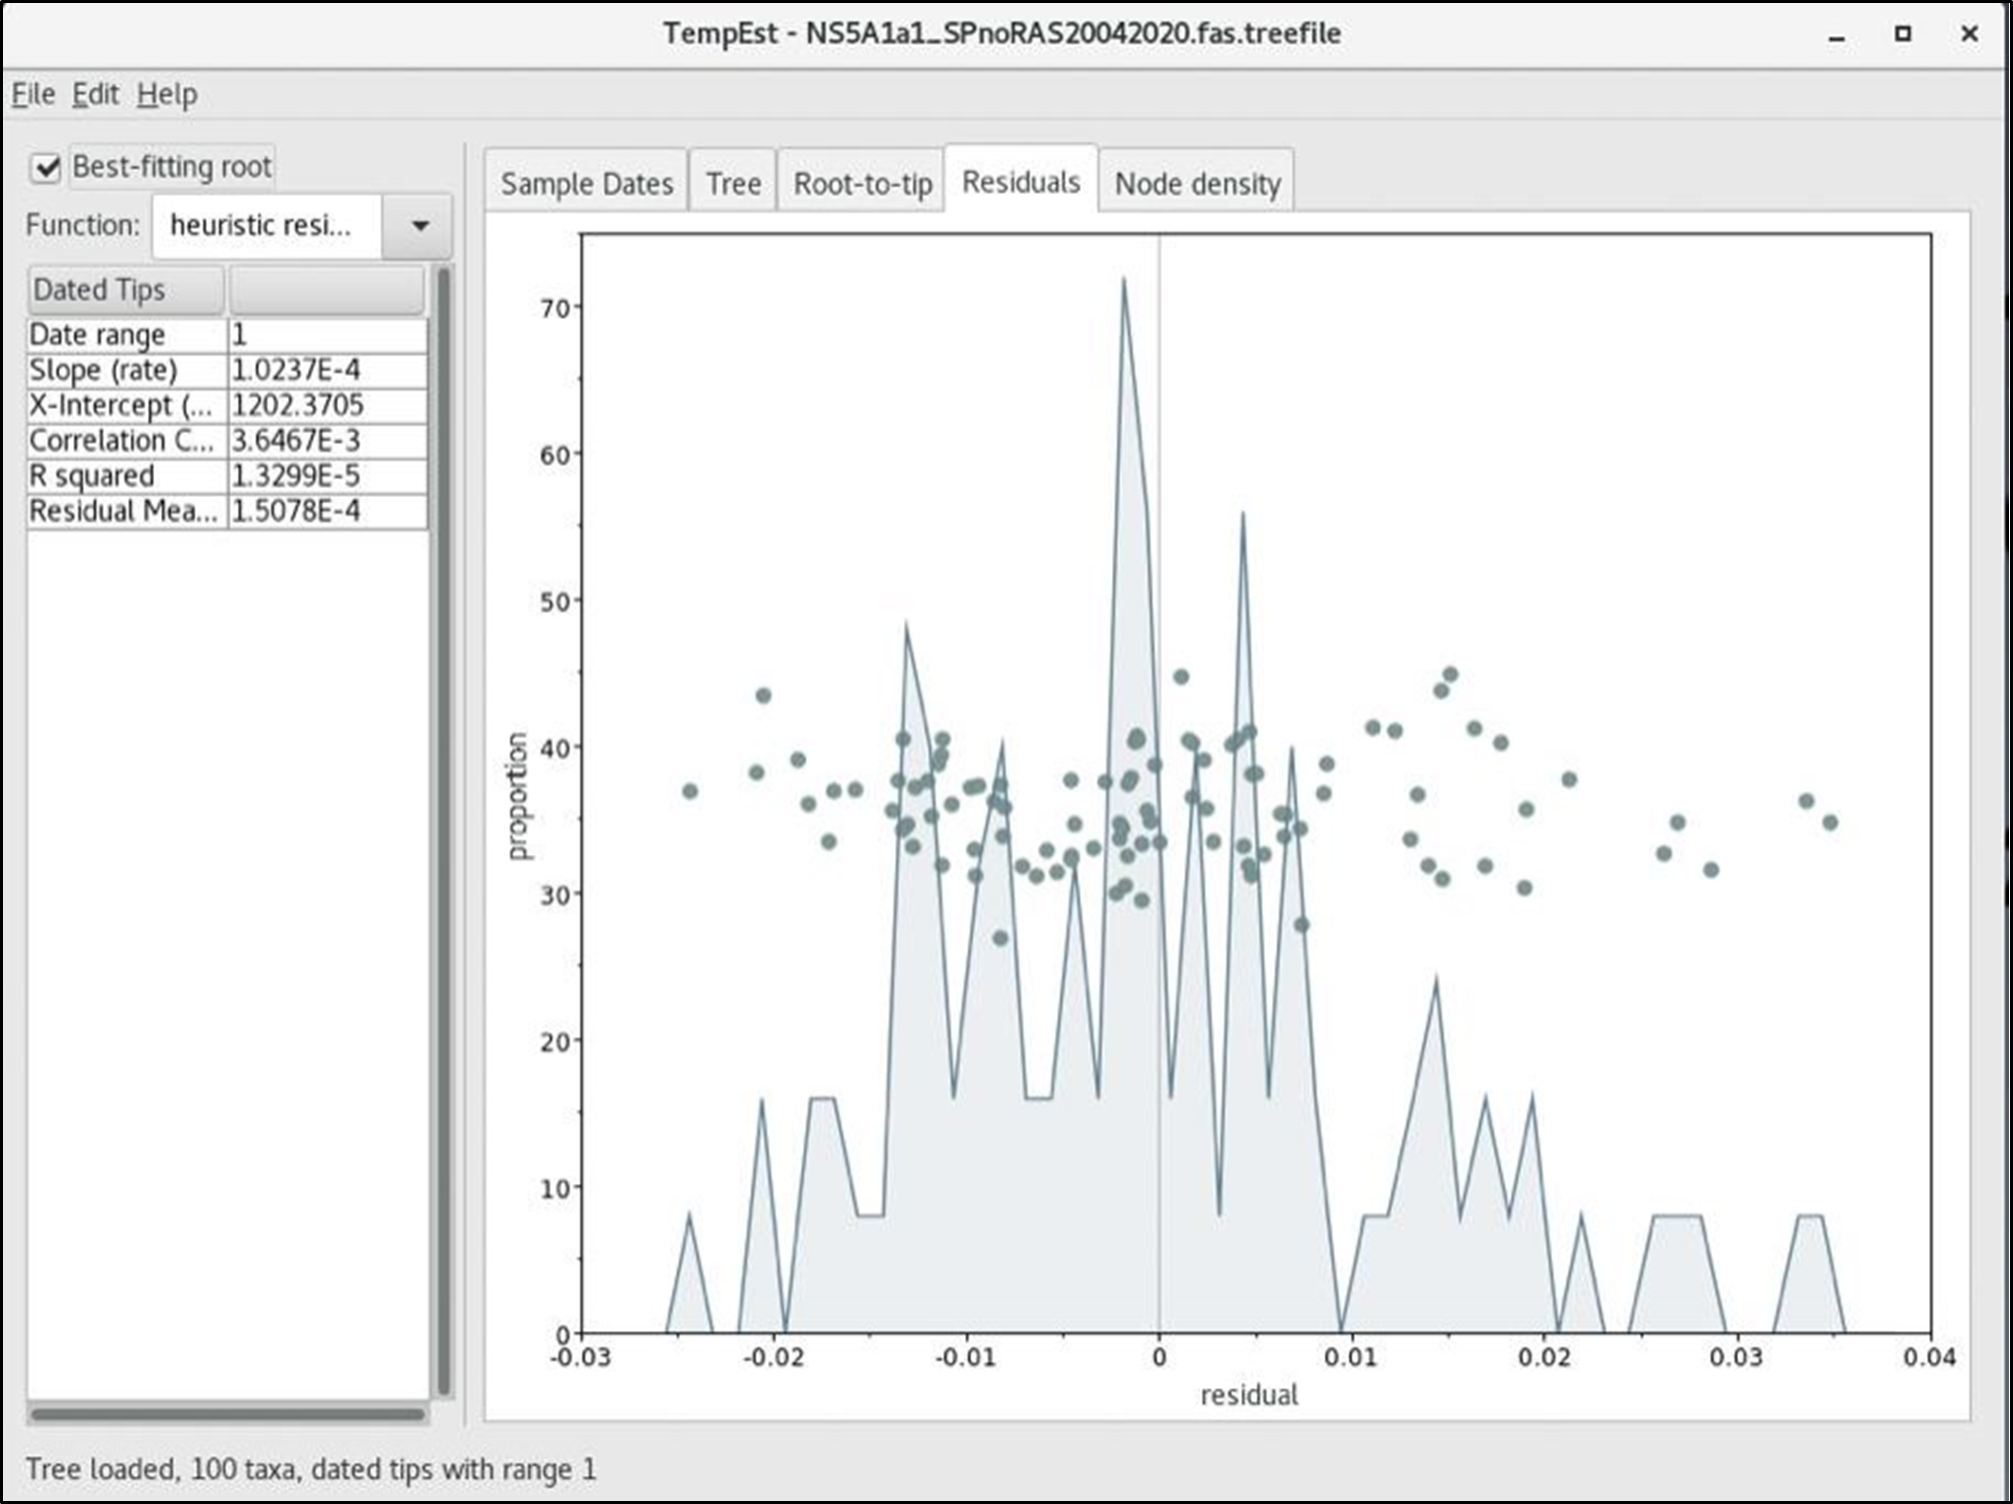 TempEst - NS5A1a1_SPnoRAS20042020.fas.treefile
File Edit Help
Best-fitting root
Function: heuristic resi...
Dated Tips
Date range 1
Slope (rate) 1.0237E-4
X-Intercept (... 1202.3705
Correlation C... 3.6467E-3
R squared 1.3299E-5
Residual Mea... 1.5078E-4
Sample Dates Tree Root-to-tip Residuals Node density
proportion
70
60
50
40
30
20
10
0
-0.03 -0.02 -0.01 0 0.01 0.02 0.03 0.04
residual
Tree loaded, 100 taxa, dated tips with range 1